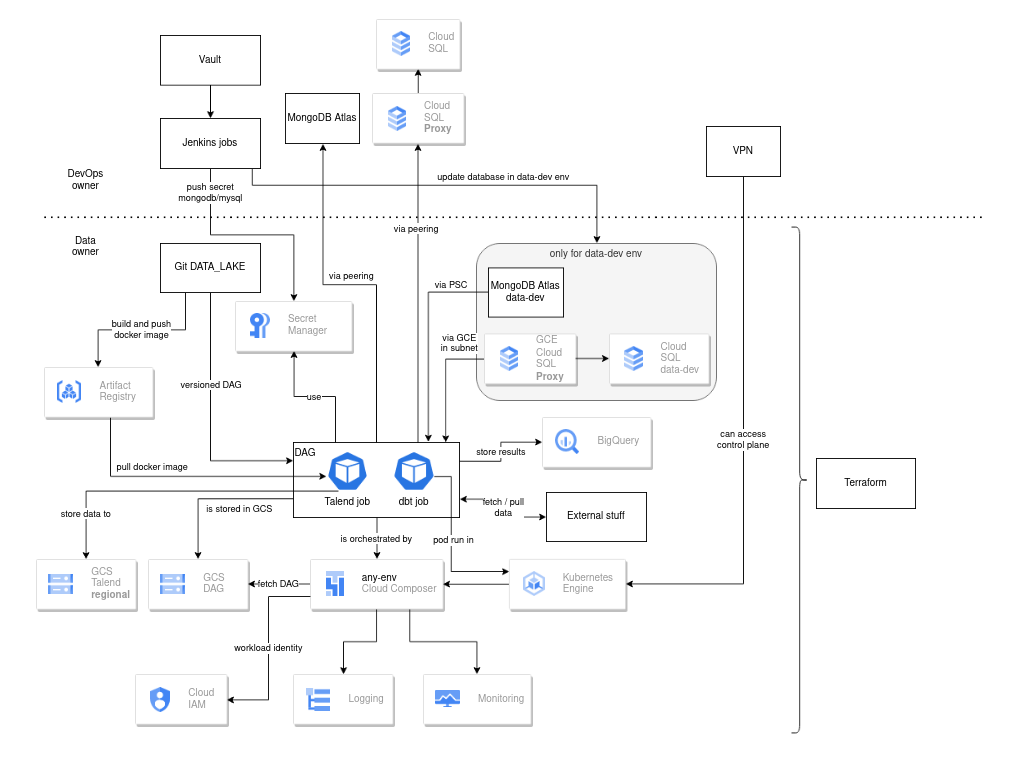 Cloud
SQL
Vault
MongoDB Atlas
Cloud
SQL
Proxy
Jenkins jobs
VPN
DevOps
owner
push secret
mongodb/mysql
update database in data-dev env
Data
owner
via peering
Git DATA_LAKE
only for data-dev env
via peering
via PSC
MongoDB Atlas
data-dev
build and push
docker image
Secret
Manager
via GCE
in subnet
GCE
Cloud
SQL
Proxy
Cloud
SQL
data-dev
Artifact
Registry
versioned DAG
use
can access
control plane
DAG
store results
BigQuery
pull docker image
Talend job
dbt job
Terraform
store data to
is stored in GCS
fetch / pull
data
External stuff
is orchestrated by
pod run in
GCS
Talend
regional
GCS
DAG
fetch DAG
any-env
Cloud Composer
Kubernetes
Engine
workload identity
Cloud
IAM
Logging
Monitoring